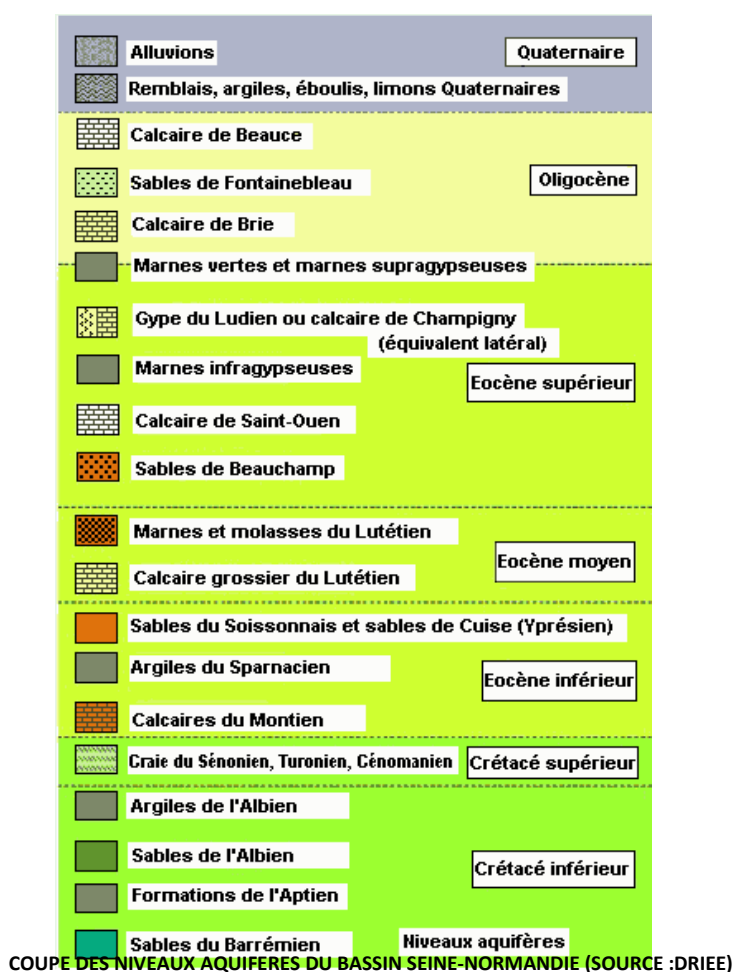 Alluvions
Quaternaire
Remblais, argiles, éboulis, limons Quaternaires
Calcaire de Beauce
Sables de Fontainebleau
Oligocène
Calcaire de Brie
Marnes vertes et marnes supragypseuses
Gype du Ludien ou calcaire de Champigny
(équivalent latéral)
Marnes infragypseuses
Eocène supérieur
Calcaire de Saint-Ouen
Sables de Beauchamp
Marnes et molasses du Lutétien
Eocène moyen
Calcaire grossier du Lutétien
Sables du Soissonnais et sables de Cuise (Yprésien)
Argiles du Sparnacien
Eocène inférieur
Calcaires du Montien
Craie du Sénonien, Turonien, Cénomanien
Crétacé supérieur
Argiles de l'Albien
Sables de l'Albien
Crétacé inférieur
Formations de l'Aptien
Sables du Barrémien
Niveaux aquifères
COUPE DES NIVEAUX AQUIFERES DU BASSIN SEINE-NORMANDIE (SOURCE :DRIEE)